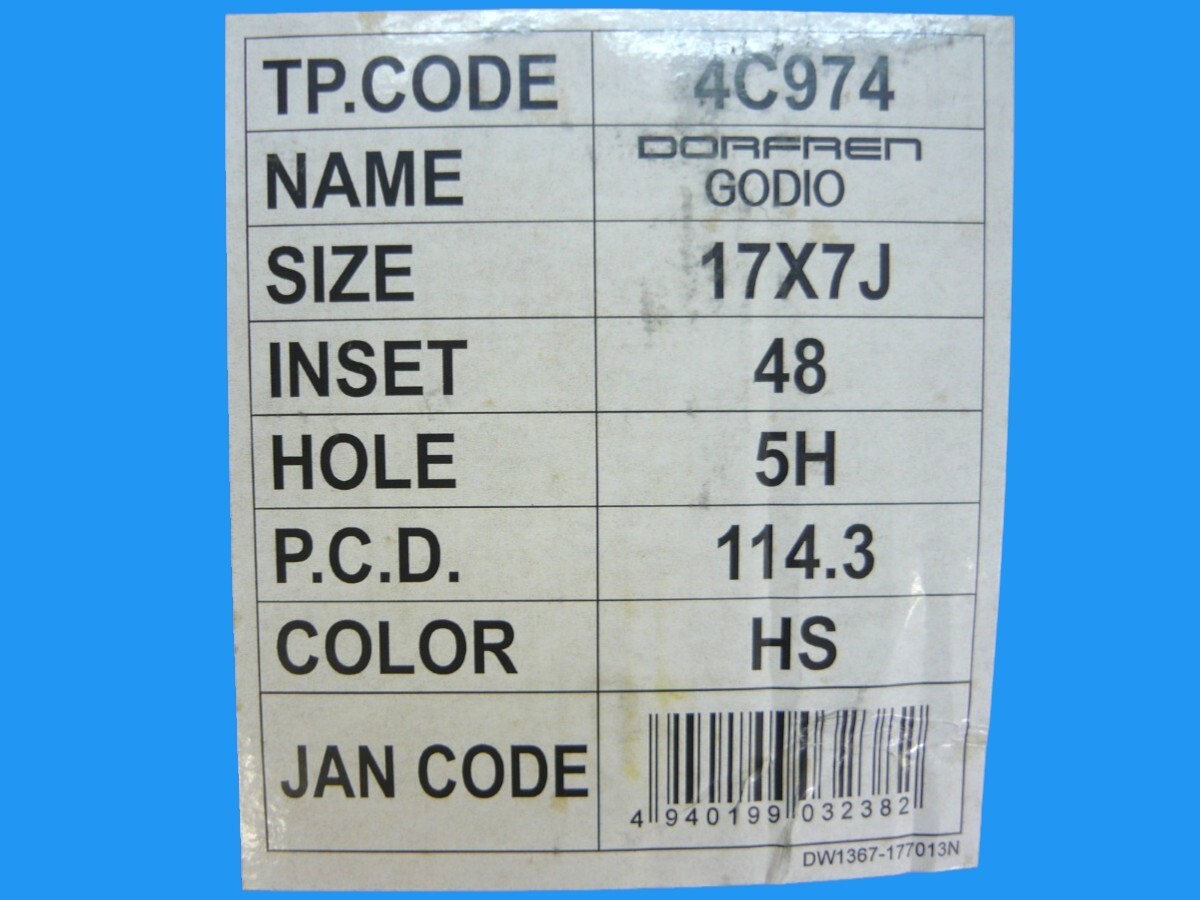 TP.CODE 4C974
NAME DORFREN
GODIO
SIZE 17X7J
INSET 48
HOLE 5H
P.C.D. 114.3
COLOR HS
JAN CODE
4 940199 032382
DW1367-177013N